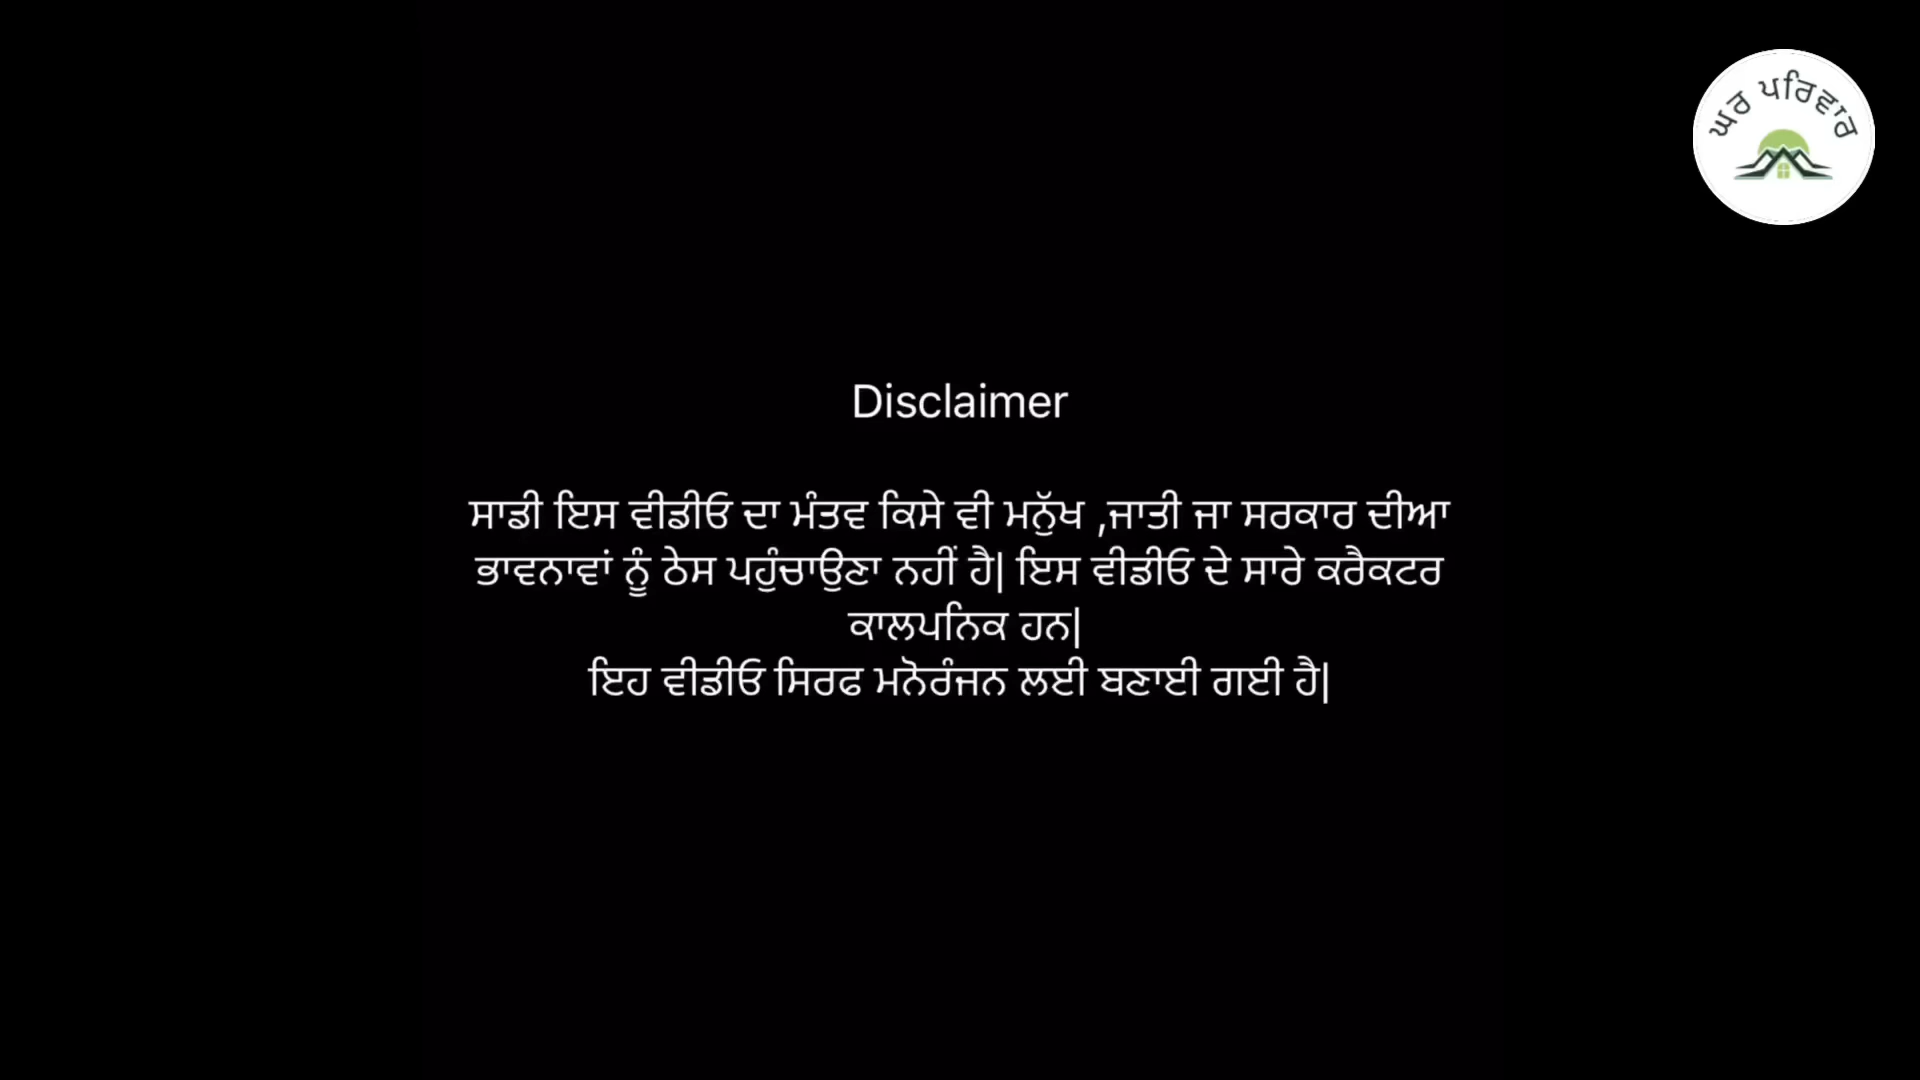 ਘਰ ਪਰਿਵਾਰ
Disclaimer
ਸਾਡੀ ਇਸ ਵੀਡੀਓ ਦਾ ਮੰਤਵ ਕਿਸੇ ਵੀ ਮਨੁੱਖ ,ਜਾਤੀ ਜਾ ਸਰਕਾਰ ਦੀਆ
ਭਾਵਨਾਵਾਂ ਨੂੰ ਠੇਸ ਪਹੁੰਚਾਉਣਾ ਨਹੀਂ ਹੈ| ਇਸ ਵੀਡੀਓ ਦੇ ਸਾਰੇ ਕਰੈਕਟਰ
ਕਾਲਪਨਿਕ ਹਨ|
ਇਹ ਵੀਡੀਓ ਸਿਰਫ ਮਨੋਰੰਜਨ ਲਈ ਬਣਾਈ ਗਈ ਹੈ|